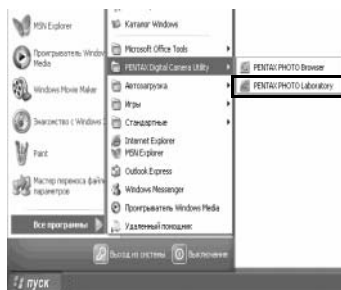 MSN Explorer
Проигрыватель Window
Media
Windows Movie Maker
Знакомство с Windows
Paint
Мастер переноса файл
параметров
Все программы
Каталог Windows
Microsoft Office Tools
PENTAX Digital Camera Utility
Автозагрузка
Игры
Стандартные
Internet Explorer
MSN Explorer
Outlook Express
Windows Messenger
Проигрыватель Windows Media
Удаленный помощник
PENTAX PHOTO Browser
PENTAX PHOTO Laboratory
Выход из системы
Выключение
пуск